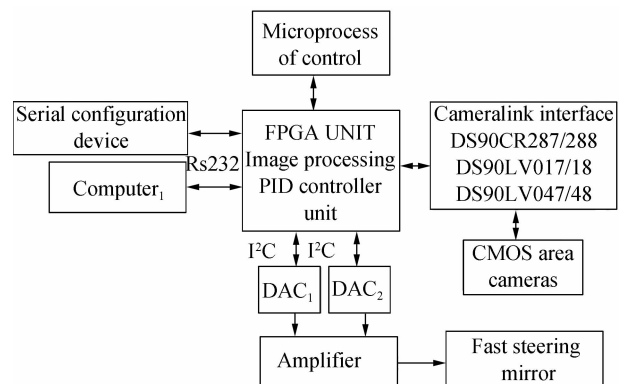 Microprocess
of control
Serial configuration
device
Rs232
Computer₁
FPGA UNIT
Image processing
PID controller
unit
Cameralink interface
DS90CR287/288
DS90LV017/18
DS90LV047/48
CMOS area
cameras
I²C I²C
DAC₁ DAC₂
Amplifier
Fast steering
mirror